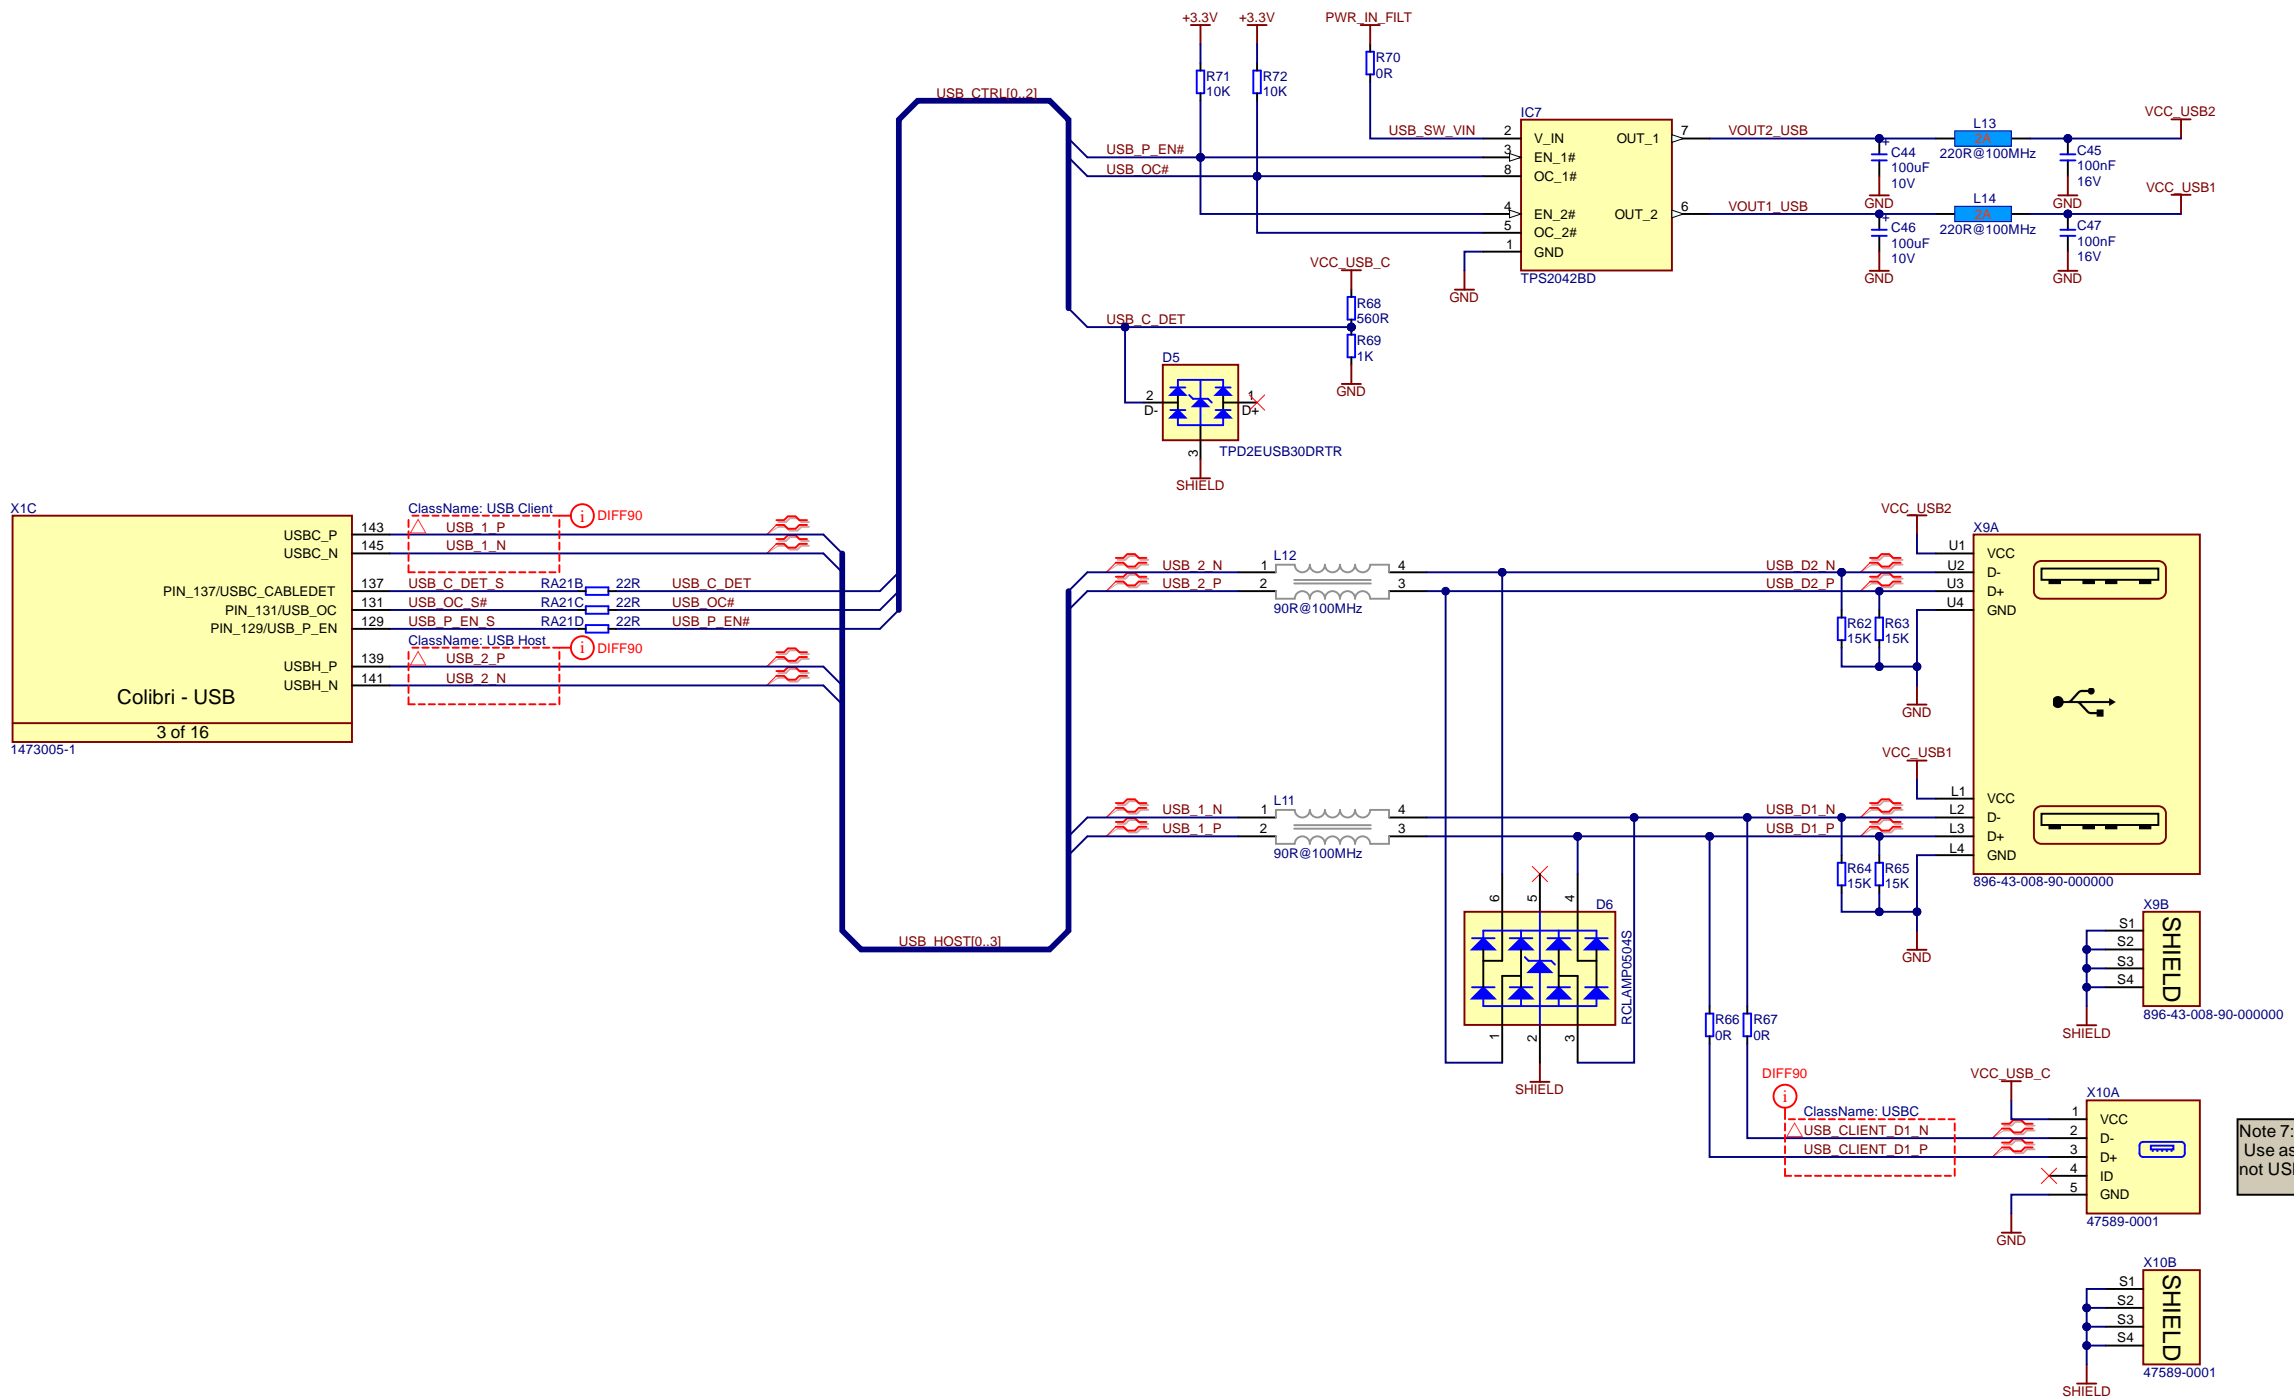 +3.3V
+3.3V
PWR_IN_FILT
R71
10K
R72
10K
R70
0R
USB_CTRL[0..2]
USB_P_EN#
USB_OC#
USB_SW_VIN
IC7
2
3
8
4
5
1
V_IN
EN_1#
OC_1#
EN_2#
OC_2#
GND
OUT_1
OUT_2
7
6
TPS2042BD
GND
VOUT2_USB
VOUT1_USB
+
C44
100uF
10V
GND
L13
2A
220R@100MHz
C45
100nF
16V
GND
VCC_USB2
+
C46
100uF
10V
GND
L14
2A
220R@100MHz
C47
100nF
16V
GND
VCC_USB1
VCC_USB_C
R68
560R
R69
1K
GND
USB_C_DET
D5
2
D-
1
D+
3
TPD2EUSB30DRTR
SHIELD
X1C
USBC_P
USBC_N
PIN_137/USBC_CABLEDET
PIN_131/USB_OC
PIN_129/USB_P_EN
USBH_P
USBH_N
Colibri - USB
3 of 16
1473005-1
143
145
137
131
129
139
141
ClassName: USB Client
i
DIFF90
USB_1_P
USB_1_N
USB_C_DET_S
RA21B
22R
USB_C_DET
USB_OC_S#
RA21C
22R
USB_OC#
USB_P_EN_S
RA21D
22R
USB_P_EN#
ClassName: USB Host
i
DIFF90
USB_2_P
USB_2_N
USB_HOST[0..3]
USB_2_N
USB_2_P
L12
1
2
4
3
90R@100MHz
USB_D2_N
USB_D2_P
R62
15K
R63
15K
GND
VCC_USB2
X9A
U1
U2
U3
U4
VCC
D-
D+
GND
USB_1_N
USB_1_P
L11
1
2
4
3
90R@100MHz
USB_D1_N
USB_D1_P
R64
15K
R65
15K
GND
VCC_USB1
L1
L2
L3
L4
VCC
D-
D+
GND
896-43-008-90-000000
D6
6
5
4
1
2
3
RCLAMP0504S
SHIELD
R66
0R
R67
0R
X9B
S1
S2
S3
S4
SHIELD
896-43-008-90-000000
SHIELD
DIFF90
i
ClassName: USBC
USB_CLIENT_D1_N
USB_CLIENT_D1_P
VCC_USB_C
X10A
1
2
3
4
5
VCC
D-
D+
ID
GND
47589-0001
GND
Note 7:
Use as
not US
X10B
S1
S2
S3
S4
SHIELD
47589-0001
SHIELD